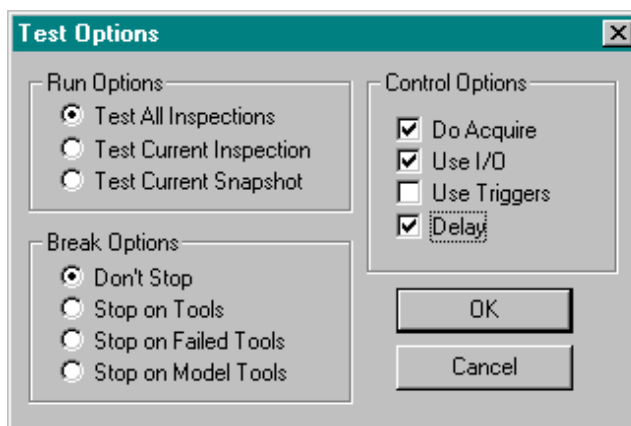 Test Options
Run Options
Test All Inspections
Test Current Inspection
Test Current Snapshot
Break Options
Don't Stop
Stop on Tools
Stop on Failed Tools
Stop on Model Tools
Control Options
Do Acquire
Use I/O
Use Triggers
Delay
OK
Cancel